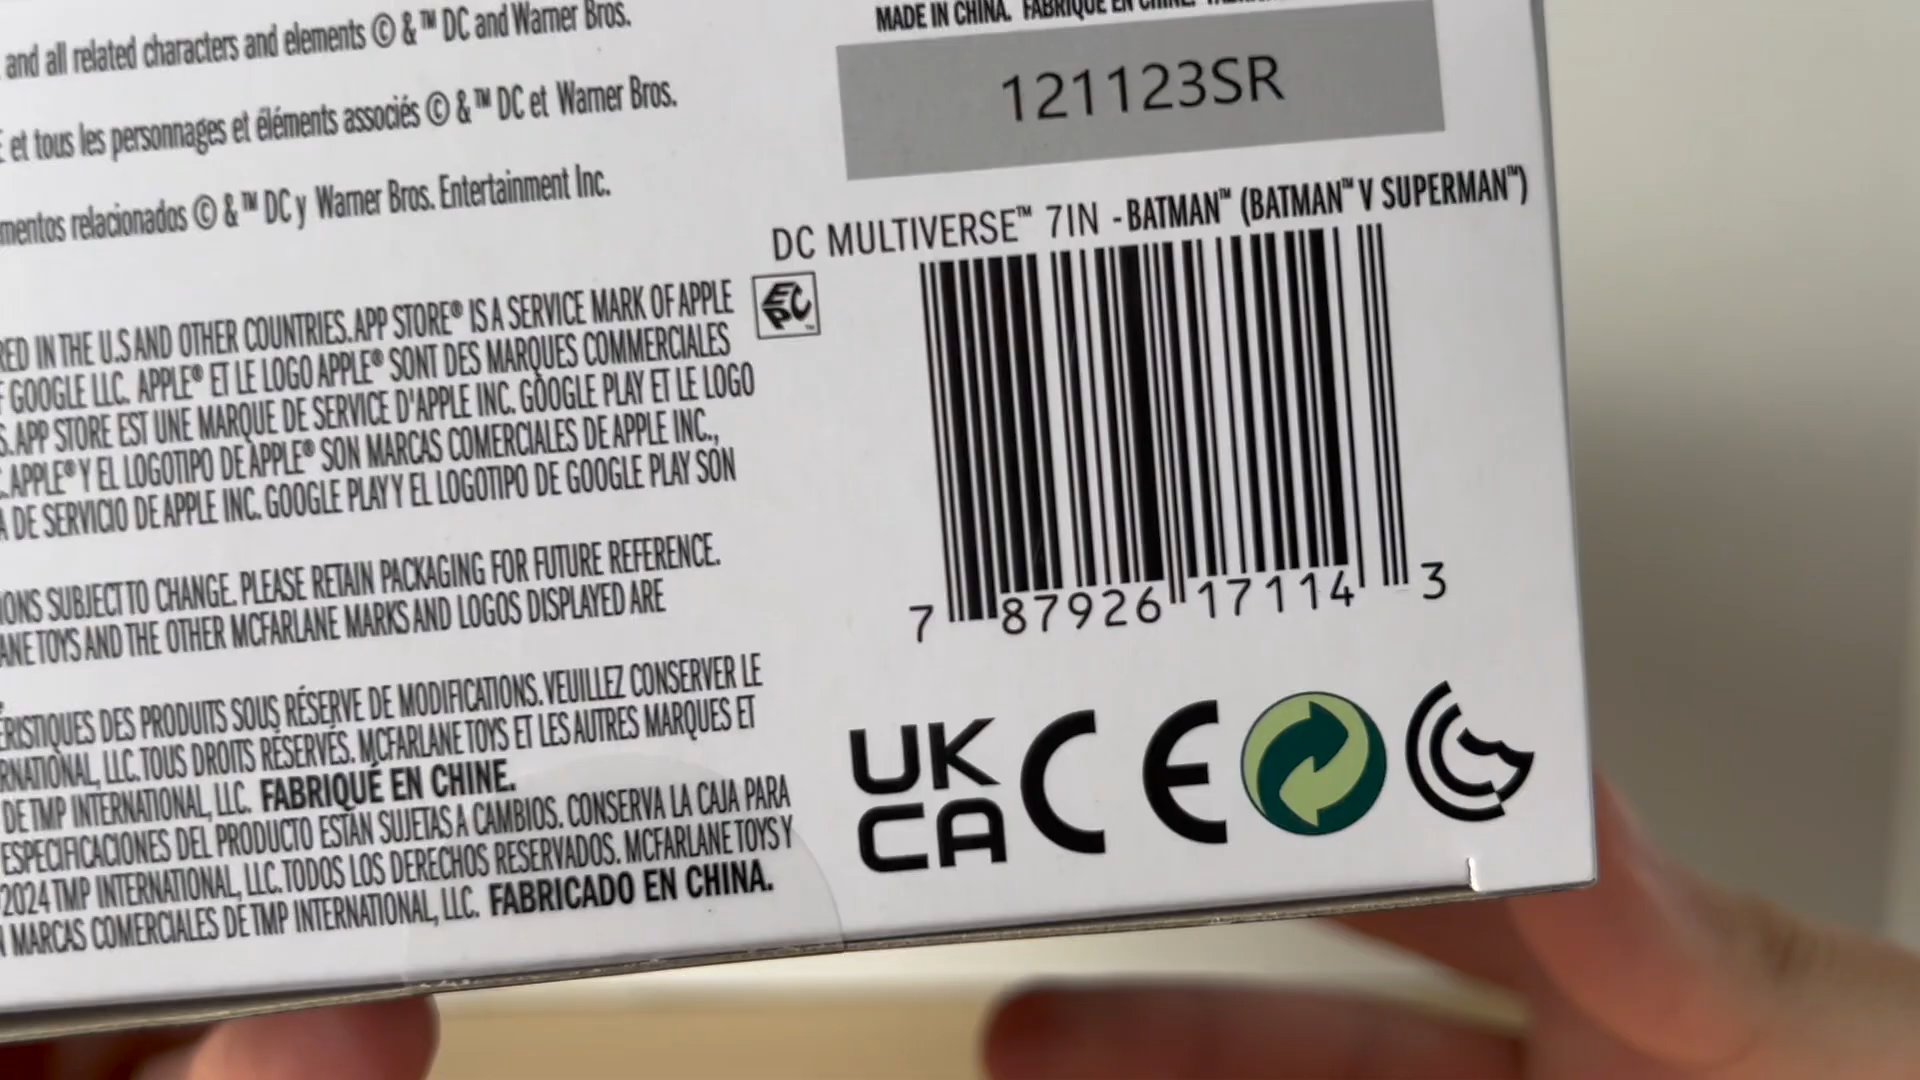 and all related characters and elements © & ™ DC and Warner Bros.
et tous les personnages et éléments associés © & ™ DC et Warner Bros.
relacionados © & ™ DC y Warner Bros. Entertainment Inc.
IN THE U.S AND OTHER COUNTRIES. APP STORE® IS A SERVICE MARK OF APPLE
GOOGLE LLC. APPLE® ET LE LOGO APPLE® SONT DES MARQUES COMMERCIALES
APP STORE EST UNE MARQUE DE SERVICE D'APPLE INC. GOOGLE PLAY ET LE LOGO
APPLE® Y EL LOGOTIPO DE APPLE® SON MARCAS COMERCIALES DE APPLE INC.,
DE SERVICIO DE APPLE INC. GOOGLE PLAY Y EL LOGOTIPO DE GOOGLE PLAY SON
SUBJECT TO CHANGE. PLEASE RETAIN PACKAGING FOR FUTURE REFERENCE.
TOYS AND THE OTHER MCFARLANE MARKS AND LOGOS DISPLAYED ARE
DES PRODUITS SOUS RÉSERVE DE MODIFICATIONS. VEUILLEZ CONSERVER LE
LLC. TOUS DROITS RÉSERVÉS. MCFARLANE TOYS ET LES AUTRES MARQUES ET
DE TMP INTERNATIONAL, LLC. FABRIQUÉ EN CHINE.
ESPECIFICACIONES DEL PRODUCTO ESTÁN SUJETAS A CAMBIOS. CONSERVA LA CAJA PARA
2024 TMP INTERNATIONAL, LLC. TODOS LOS DERECHOS RESERVADOS. MCFARLANE TOYS Y
MARCAS COMERCIALES DE TMP INTERNATIONAL, LLC. FABRICADO EN CHINA.
MADE IN CHINA. FABRIQUÉ EN CHINE.
121123SR
DC MULTIVERSE™ 7IN - BATMAN™ (BATMAN™ V SUPERMAN™)
EPC™
7 87926 17114 3
UK
CA
CE